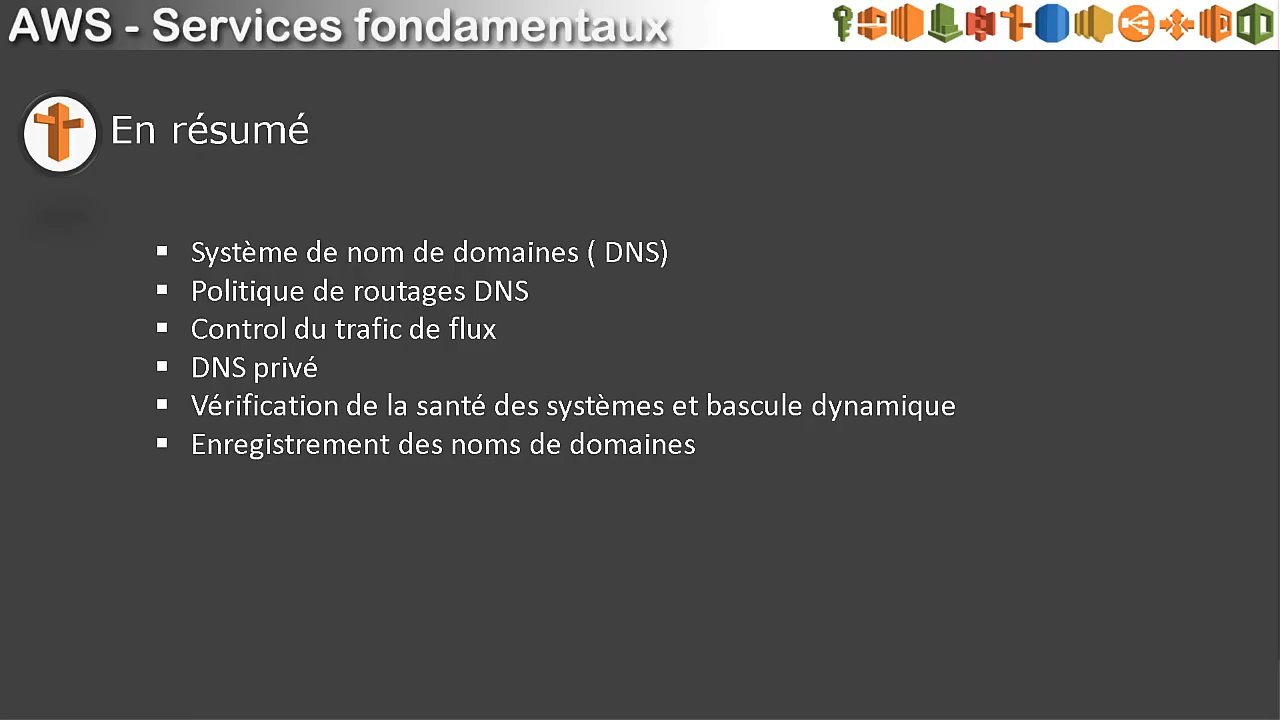 AWS - Services fondamentaux
En résumé
Système de nom de domaines ( DNS)
Politique de routages DNS
Control du trafic de flux
DNS privé
Vérification de la santé des systèmes et bascule dynamique
Enregistrement des noms de domaines